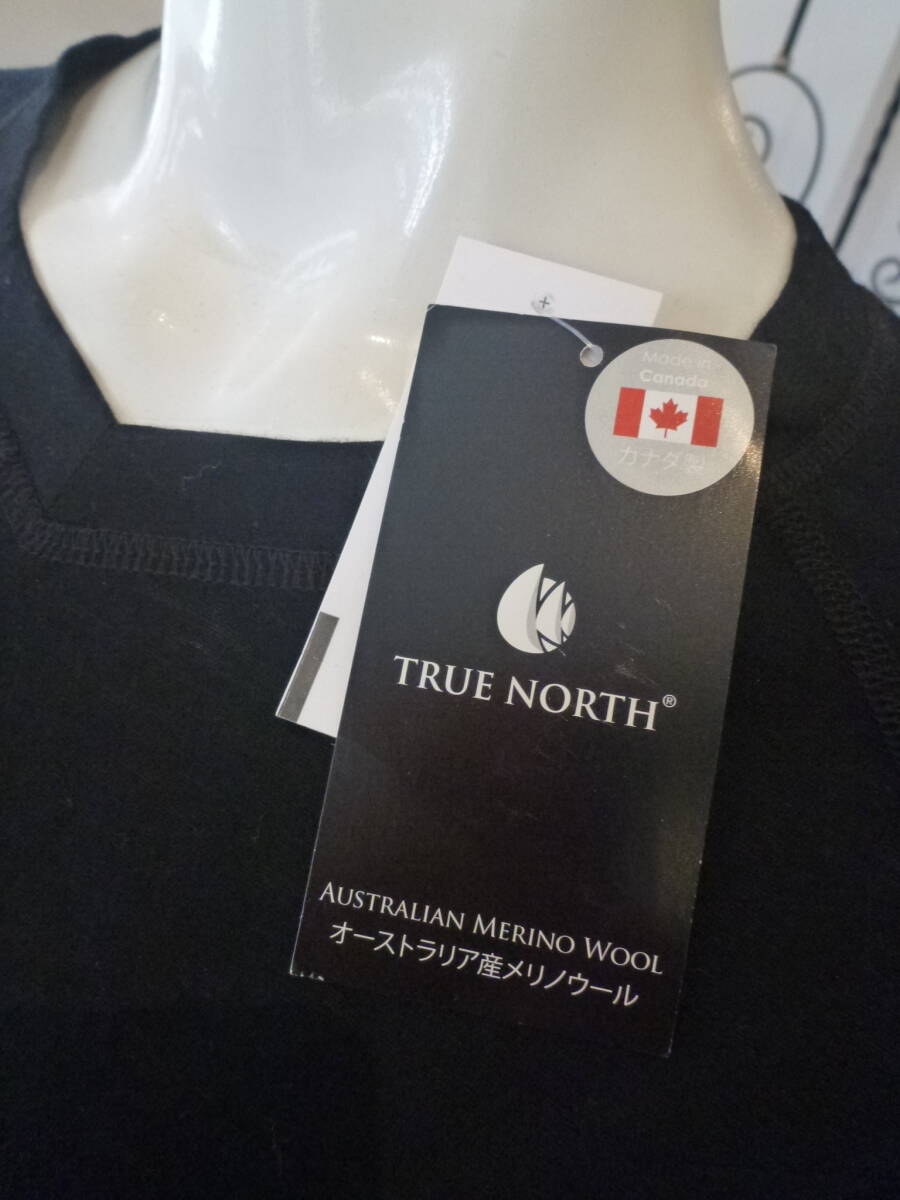 Made in
Canada
カナダ製
TRUE NORTH®
AUSTRALIAN MERINO WOOL
オーストラリア産メリノウール